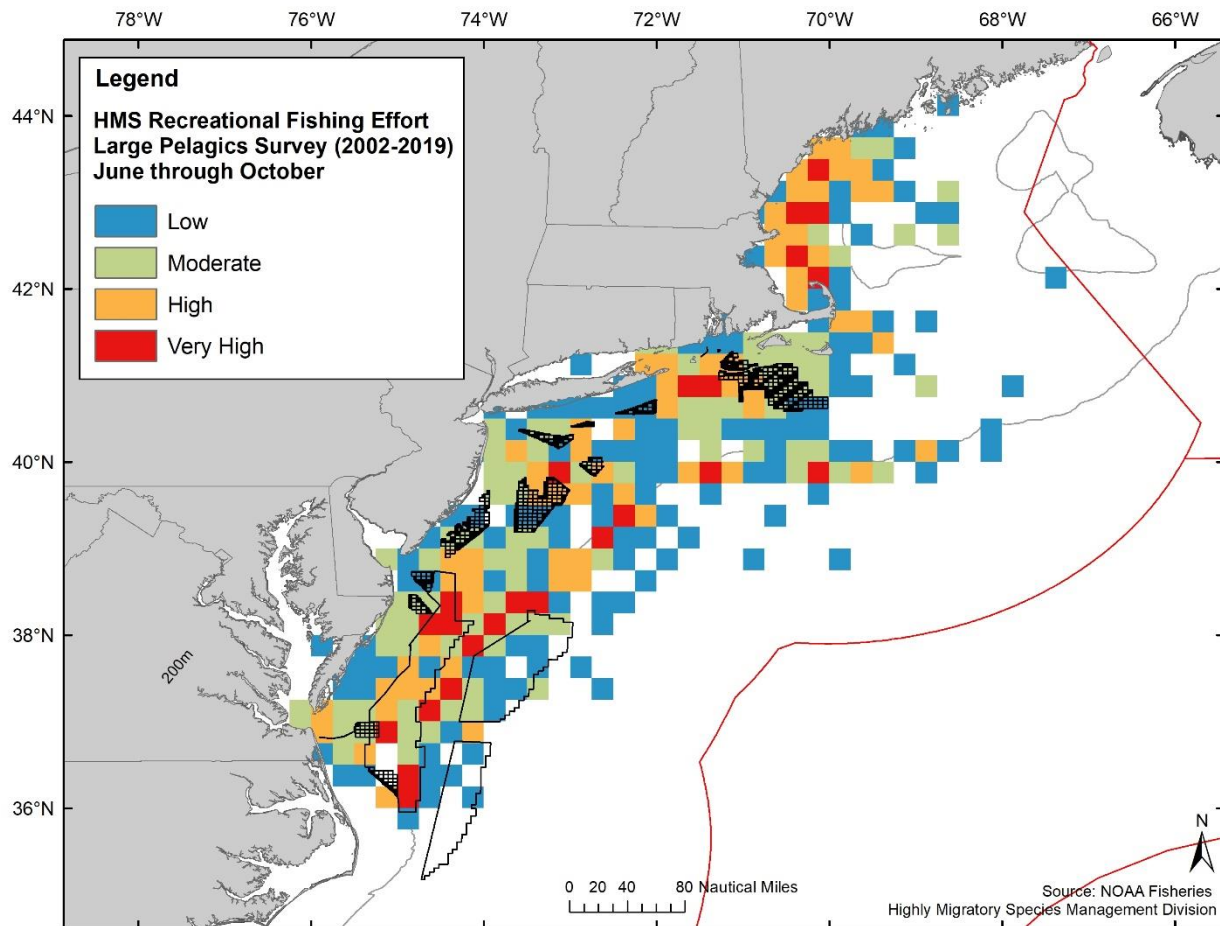 78°W 76°W 74°W 72°W 70°W 68°W 66°W
Legend
HMS Recreational Fishing Effort
Large Pelagics Survey (2002-2019)
June through October
Low
Moderate
High
Very High
44°N
42°N
40°N
38°N
36°N
200m
N
0 20 40 80 Nautical Miles
Source: NOAA Fisheries
Highly Migratory Species Management Division